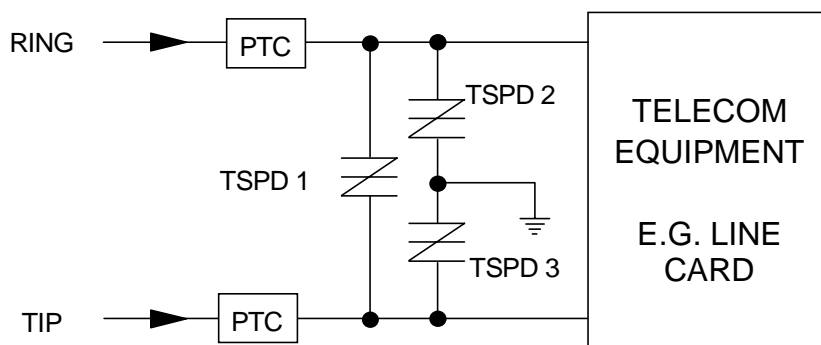 RING
PTC
TSPD 2
TELECOM
EQUIPMENT
TSPD 1
E.G. LINE
CARD
TSPD 3
TIP
PTC